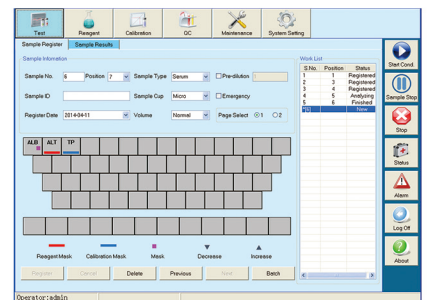 Test Reagent Calibration QC Maintenance System Setting
Sample Register Sample Results
Sample Infomation
Sample No. 6 Position 7 Sample Type Serum Pre-dilution
Sample ID Sample Cup Micro Emergency
Register Date 2014-04-11 Volume Normal Page Select 1 2
ALB ALT TP
Reagent Mask Calibration Mask Mask Decrease Increase
Register Cancel Delete Previous Next Batch
Work List
S.No. Position Status
1 1 Registered
2 3 Registered
3 4 Registered
4 5 Analyzing
5 6 Finished
*[6] New
Start Cond.
Sample Stop
Stop
Status
Alarm
Log Off
About
Operator:admin